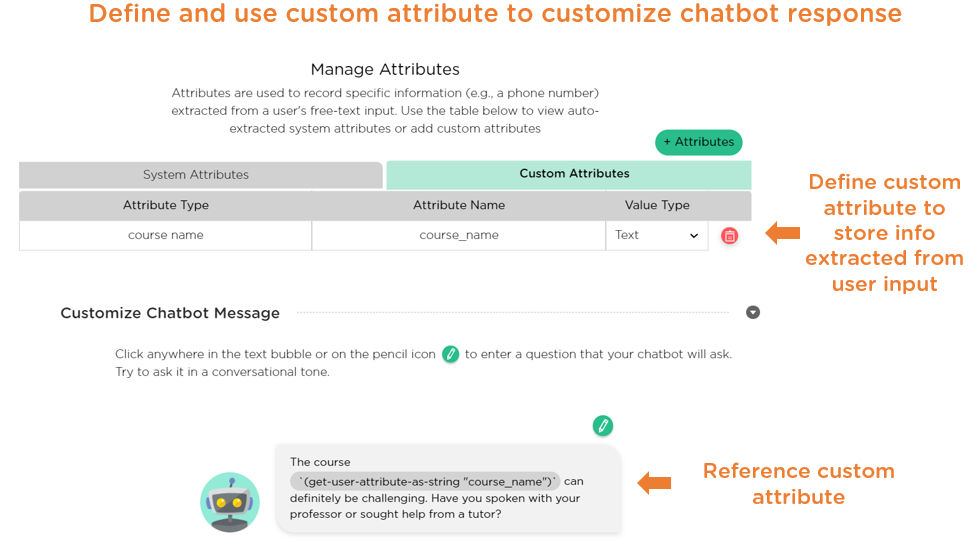 Define and use custom attribute to customize chatbot response
Manage Attributes
Attributes are used to record specific information (e.g., a phone number)
extracted from a user's free-text input. Use the table below to view auto-
extracted system attributes or add custom attributes
+ Attributes
System Attributes
Custom Attributes
Attribute Type
Attribute Name
Value Type
course name
course_name
Text
Define custom
attribute to
store info
extracted from
user input
Customize Chatbot Message
Click anywhere in the text bubble or on the pencil icon to enter a question that your chatbot will ask.
Try to ask it in a conversational tone.
The course
`(get-user-attribute-as-string "course_name")` can
definitely be challenging. Have you spoken with your
professor or sought help from a tutor?
Reference custom
attribute